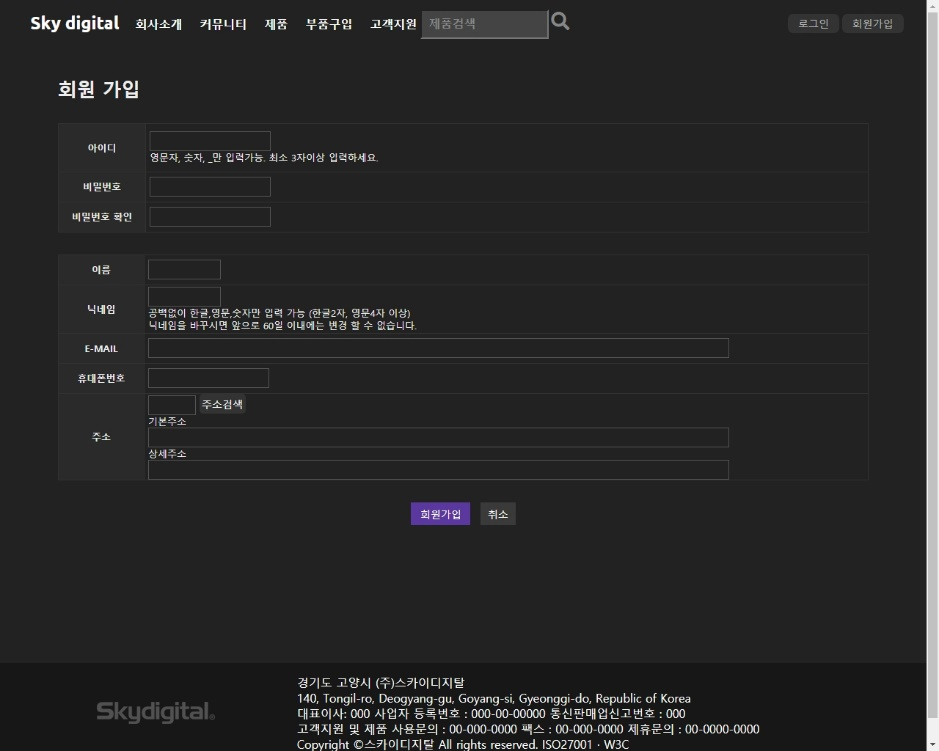 Sky digital 회사소개 커뮤니티 제품 부품구입 고객지원 제품검색 로그인 회원가입
회원 가입
아이디
영문자, 숫자, _만 입력가능. 최소 3자이상 입력하세요.
비밀번호
비밀번호 확인
이름
닉네임
공백없이 한글,영문,숫자만 입력 가능 (한글2자, 영문4자 이상)
닉네임을 바꾸시면 앞으로 60일 이내에는 변경 할 수 없습니다.
E-MAIL
휴대폰번호
주소
주소검색
기본주소
상세주소
회원가입 취소
Skydigital®
경기도 고양시 (주)스카이디지탈
140, Tongil-ro, Deogyang-gu, Goyang-si, Gyeonggi-do, Republic of Korea
대표이사: 000 사업자 등록번호 : 000-00-00000 통신판매업신고번호 : 000
고객지원 및 제품 사용문의 : 00-000-0000 팩스 : 00-000-0000 제휴문의 : 00-0000-0000
Copyright ©스카이디지탈 All rights reserved. ISO27001 · W3C